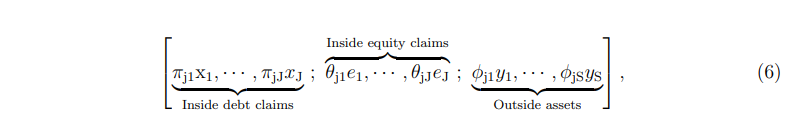 Inside equity claims
[π_{j1}x_1, ⋯ , π_{jJ}x_J ; θ_{j1}e_1, ⋯ , θ_{jJ}e_J ; ϕ_{j1}y_1, ⋯ , ϕ_{jS}y_S] , (6)
Inside debt claims Outside assets